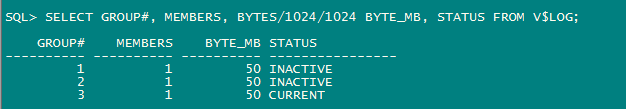 SQL> SELECT GROUP#, MEMBERS, BYTES/1024/1024 BYTE_MB, STATUS FROM V$LOG;
    GROUP#    MEMBERS    BYTE_MB STATUS
---------- ---------- ---------- ----------------
         1          1         50 INACTIVE
         2          1         50 INACTIVE
         3          1         50 CURRENT